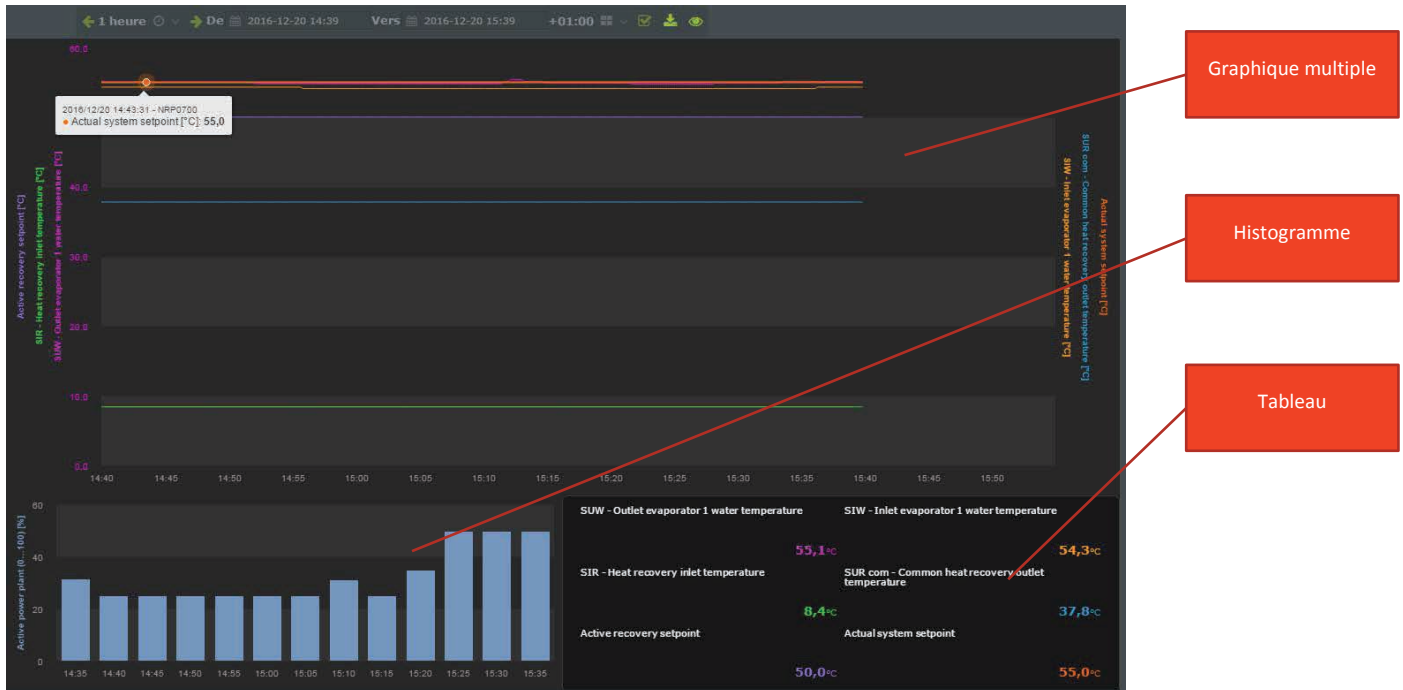 1 heure De 2016-12-20 14:39 Vers 2016-12-20 15:39 +01:00
Graphique multiple
Histogramme
Tableau
60.0
40.0
30.0
20.0
10.0
0.0
2016/12/20 14:43:31 - NRP0700
Actual system setpoint [°C]: 55,0
Active recovery setpoint [°C]
SIR - Heat recovery inlet temperature [°C]
SUW - Outlet evaporator 1 water temperature [°C]
SIW - Inlet evaporator 1 water temperature [°C]
SUR com - Common heat recovery outlet temperature [°C]
Actual system setpoint [°C]
14:40 14:45 14:50 14:55 15:00 15:05 15:10 15:15 15:20 15:25 15:30 15:35 15:40 15:45 15:50
Active power plant (0...100) [%]
60
40
20
0
14:35 14:40 14:45 14:50 14:55 15:00 15:05 15:10 15:15 15:20 15:25 15:30 15:35
SUW - Outlet evaporator 1 water temperature
55,1°C
SIW - Inlet evaporator 1 water temperature
54,3°C
SIR - Heat recovery inlet temperature
8,4°C
SUR com - Common heat recovery outlet
temperature
37,8°C
Active recovery setpoint
50,0°C
Actual system setpoint
55,0°C